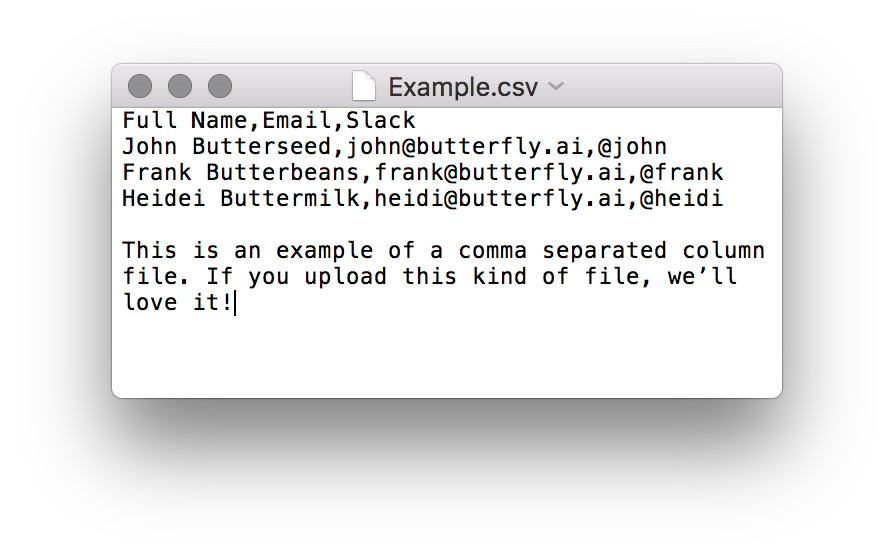 Example.csv
Full Name,Email,Slack
John Butterseed,john@butterfly.ai,@john
Frank Butterbeans,frank@butterfly.ai,@frank
Heidei Buttermilk,heidi@butterfly.ai,@heidi
This is an example of a comma separated column
file. If you upload this kind of file, we’ll
love it!